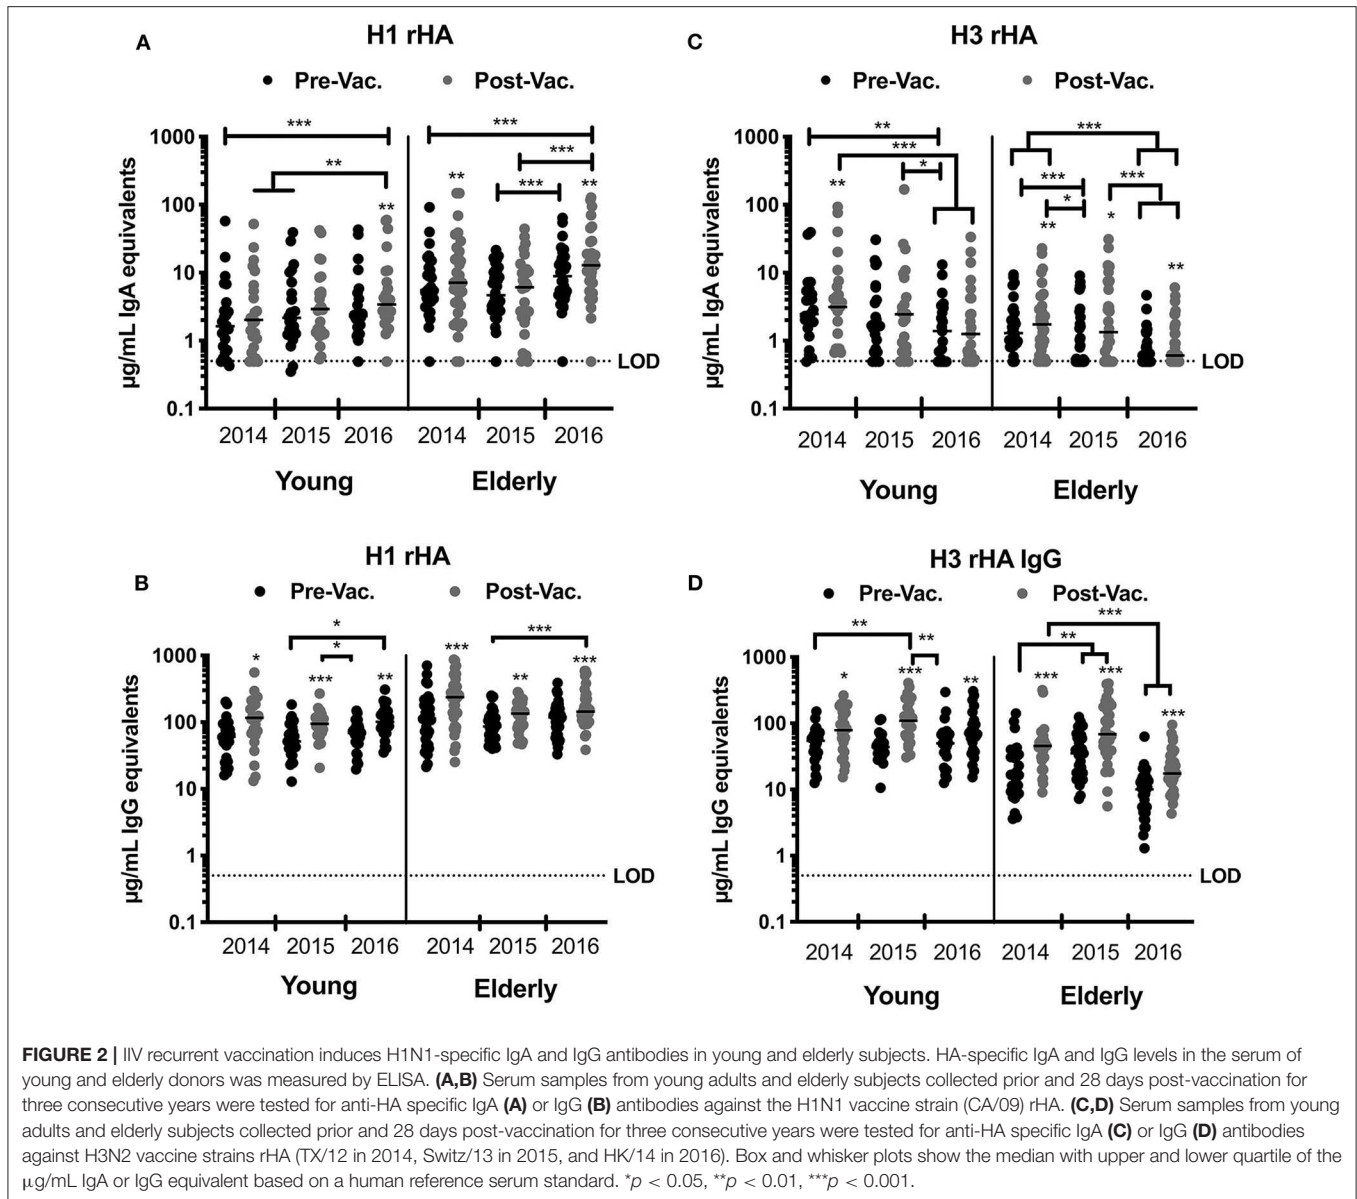 A
H1 rHA
Pre-Vac. Post-Vac.
*** ***
** ***
** *** **
**
1000
100
10
1
0.1
µg/mL IgA equivalents
LOD
2014 2015 2016 2014 2015 2016
Young Elderly
C
H3 rHA
Pre-Vac. Post-Vac.
** ***
*** * *** ***
** * *
** **
1000
100
10
1
0.1
µg/mL IgA equivalents
LOD
2014 2015 2016 2014 2015 2016
Young Elderly
B
H1 rHA
Pre-Vac. Post-Vac.
* ***
*
* *** ** *** ** ***
1000
100
10
1
0.1
µg/mL IgG equivalents
LOD
2014 2015 2016 2014 2015 2016
Young Elderly
D
H3 rHA IgG
Pre-Vac. Post-Vac.
** ** ** ***
* *** ** *** *** ***
1000
100
10
1
0.1
µg/mL IgG equivalents
LOD
2014 2015 2016 2014 2015 2016
Young Elderly
FIGURE 2 | IIV recurrent vaccination induces H1N1-specific IgA and IgG antibodies in young and elderly subjects. HA-specific IgA and IgG levels in the serum of
young and elderly donors was measured by ELISA. (A,B) Serum samples from young adults and elderly subjects collected prior and 28 days post-vaccination for
three consecutive years were tested for anti-HA specific IgA (A) or IgG (B) antibodies against the H1N1 vaccine strain (CA/09) rHA. (C,D) Serum samples from young
adults and elderly subjects collected prior and 28 days post-vaccination for three consecutive years were tested for anti-HA specific IgA (C) or IgG (D) antibodies
against H3N2 vaccine strains rHA (TX/12 in 2014, Switz/13 in 2015, and HK/14 in 2016). Box and whisker plots show the median with upper and lower quartile of the
µg/mL IgA or IgG equivalent based on a human reference serum standard. *p < 0.05, **p < 0.01, ***p < 0.001.